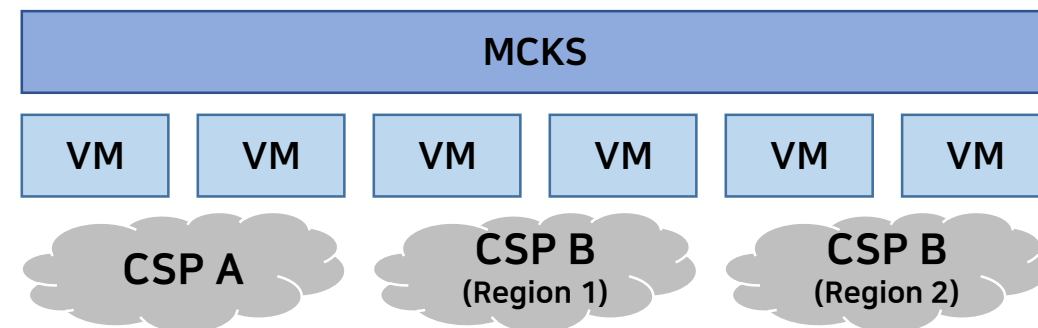 MCKS
VM VM VM VM VM VM
CSP A
CSP B
(Region 1)
CSP B
(Region 2)